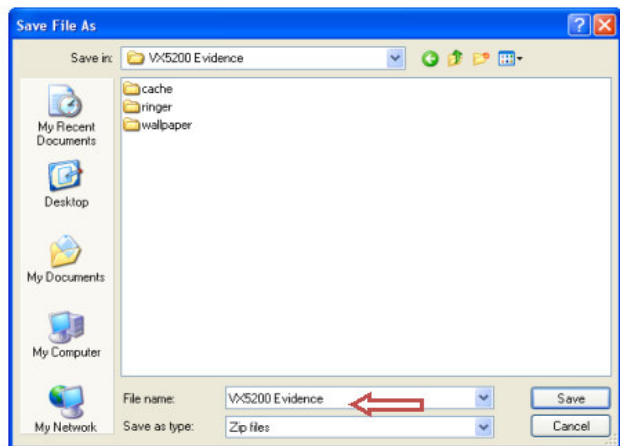 Save File As
Save in:
VX5200 Evidence
cache
ringer
wallpaper
My Recent
Documents
Desktop
My Documents
My Computer
My Network
File name:
VX5200 Evidence
Save
Save as type:
Zip files
Cancel